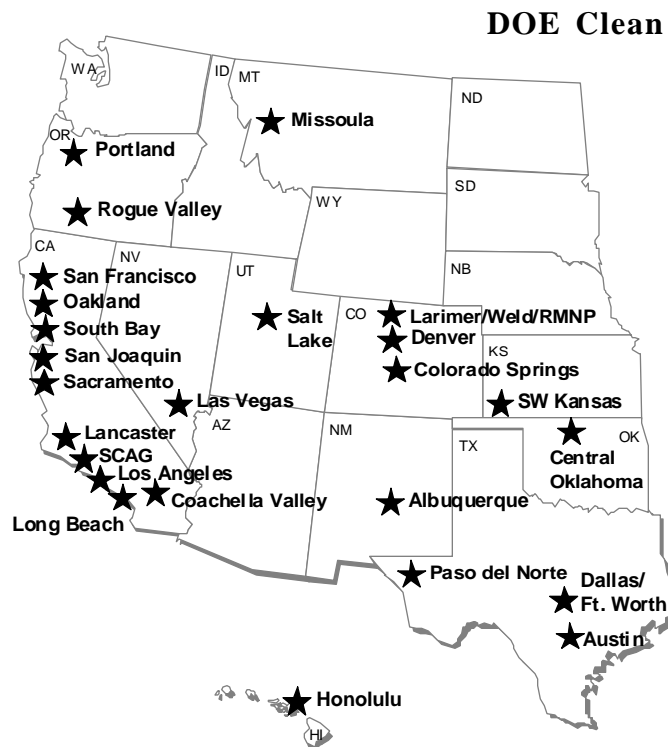 DOE Clean
WA
ID
MT
ND
Missoula
OR
Portland
SD
WY
Rogue Valley
CA
NV
UT
NB
San Francisco
Oakland
South Bay
San Joaquin
Sacramento
Salt
Lake
CO
Larimer/Weld/RMNP
Denver
Colorado Springs
KS
SW Kansas
Las Vegas
AZ
NM
TX
OK
Lancaster
SCAG
Los Angeles
Coachella Valley
Long Beach
Central
Oklahoma
Albuquerque
Paso del Norte
Dallas/
Ft. Worth
Austin
Honolulu
HI